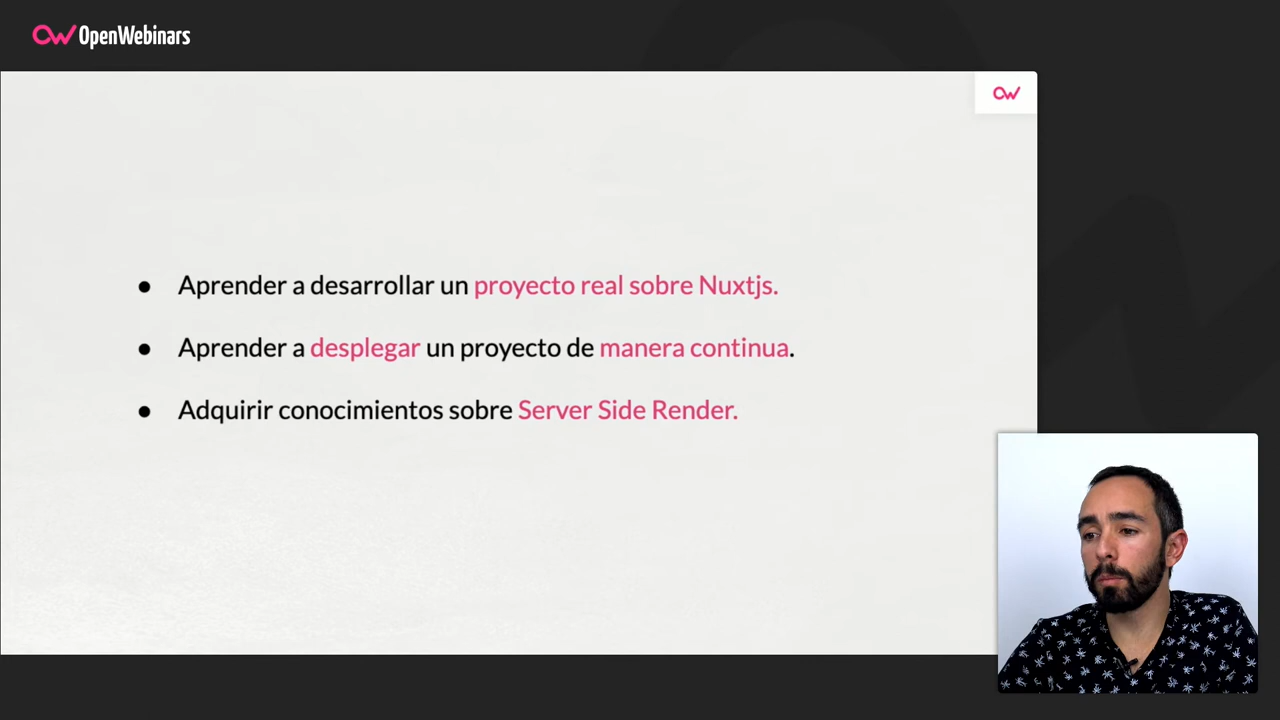 OpenWebinars
● Aprender a desarrollar un proyecto real sobre Nuxtjs.
● Aprender a desplegar un proyecto de manera continua.
● Adquirir conocimientos sobre Server Side Render.